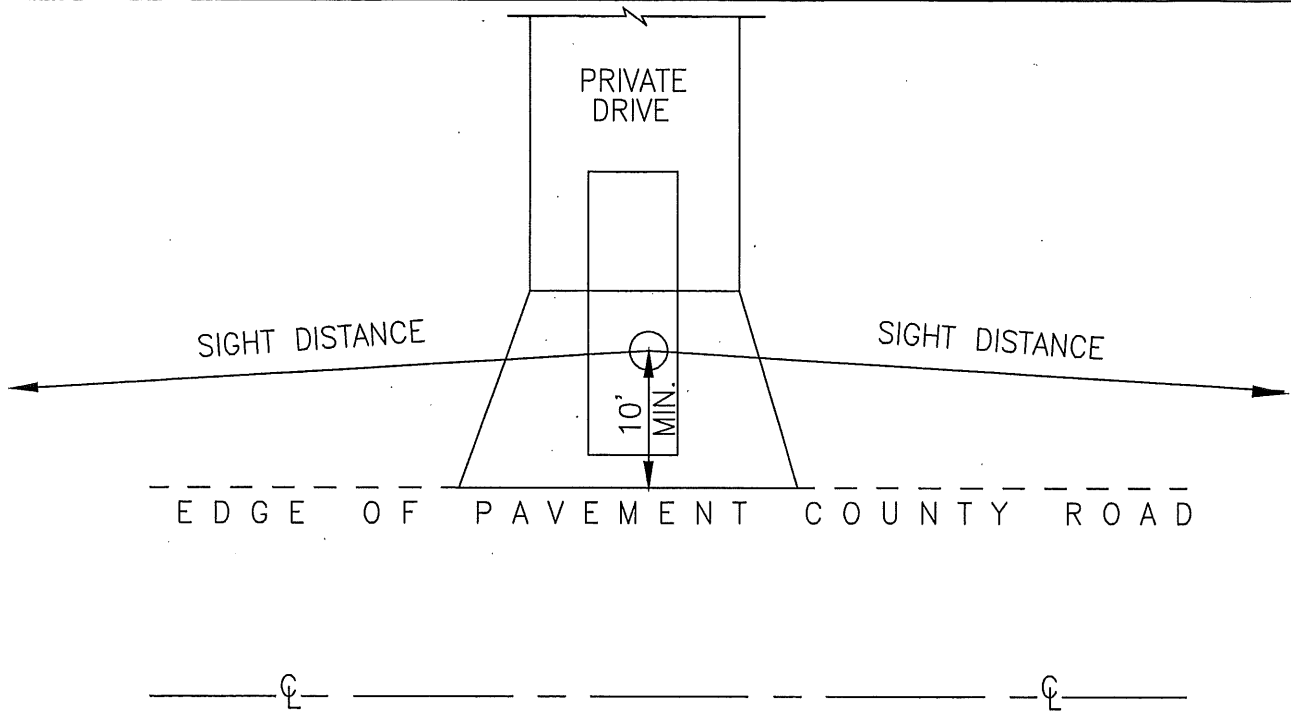 PRIVATE
DRIVE
SIGHT DISTANCE
SIGHT DISTANCE
10'
MIN.
EDGE OF PAVEMENT COUNTY ROAD
℄
℄